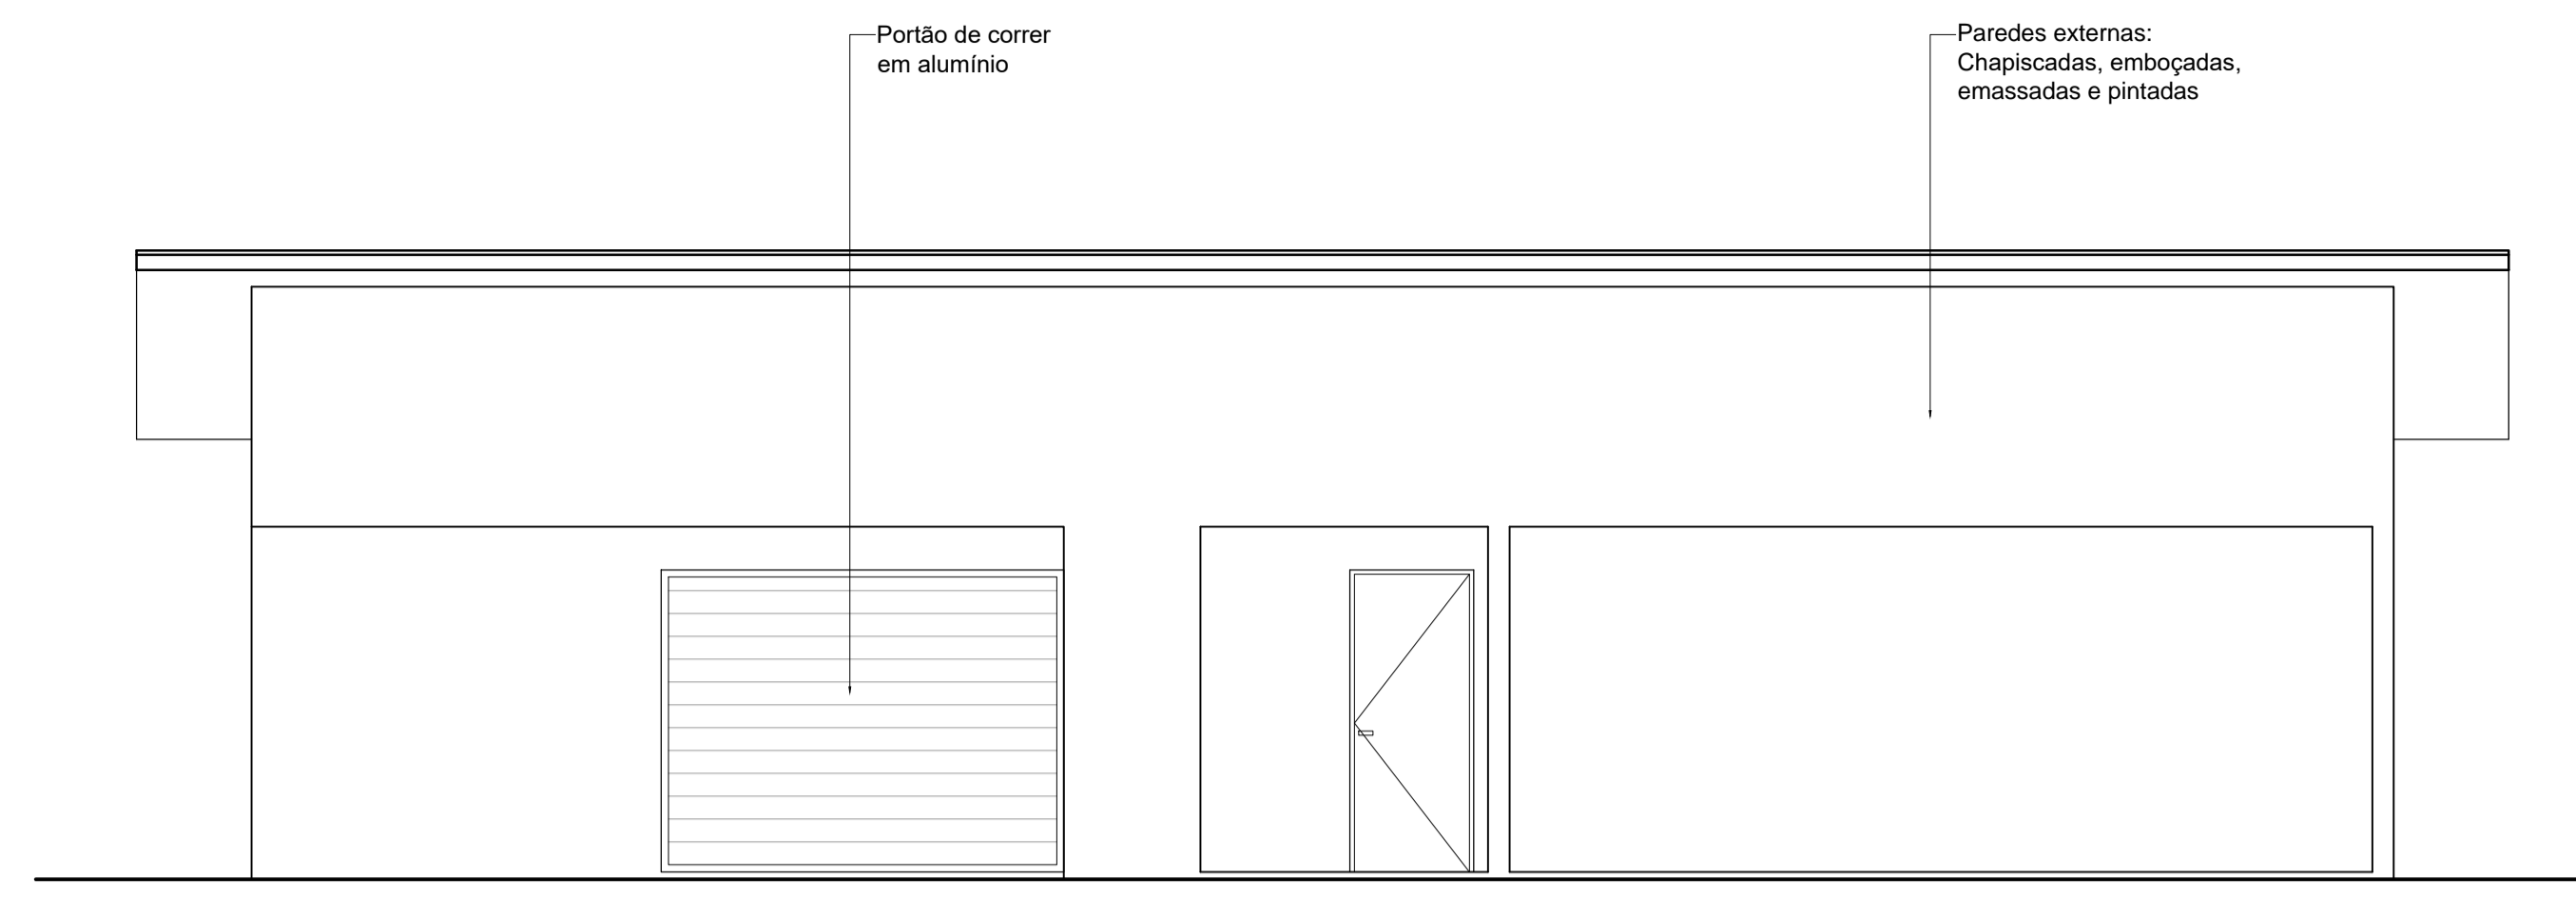 Portão de correr
em alumínio
Paredes externas:
Chapiscadas, emboçadas,
emassadas e pintadas